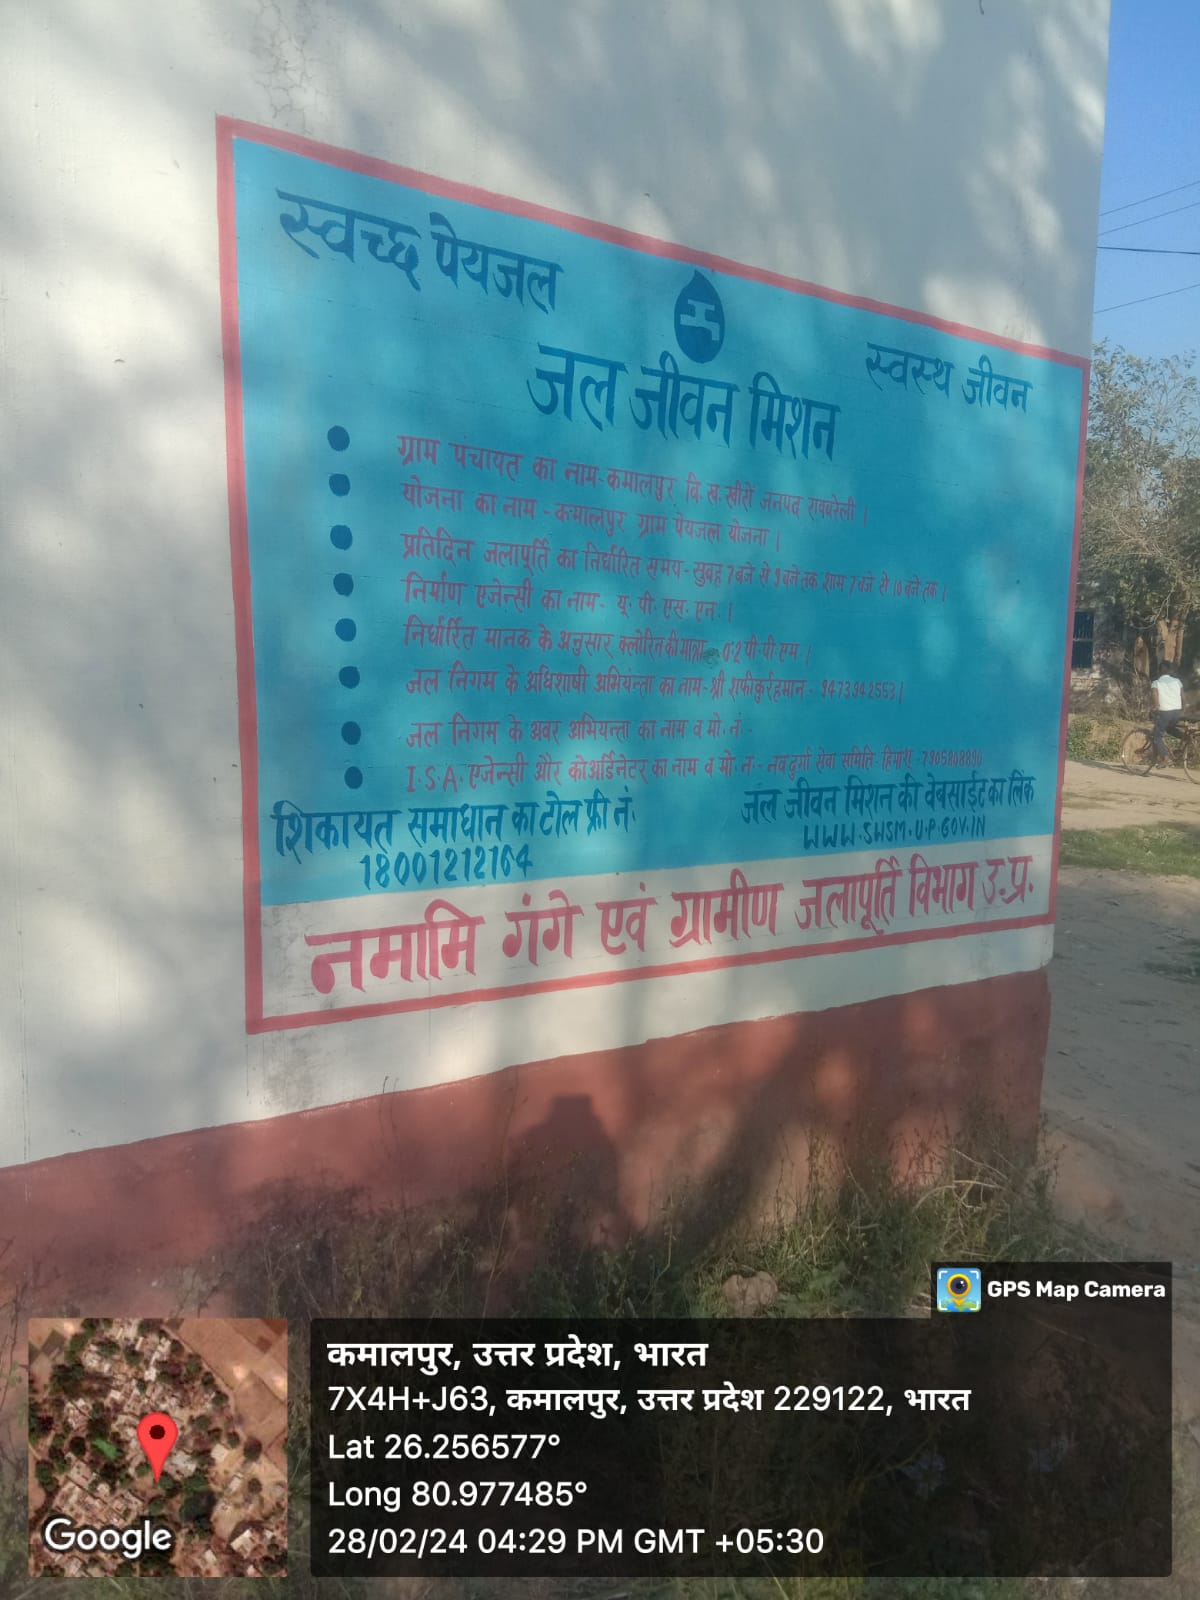 स्वच्छ पेयजल
जल जीवन मिशन
स्वस्थ जीवन
ग्राम पंचायत का नाम-कमालपुर वि. ख. खीरों जनपद रायबरेली।
योजना का नाम - कमालपुर ग्राम पेयजल योजना।
प्रतिदिन जलापूर्ति का निर्धारित समय- सुबह 7 बजे से 9 बजे तक शाम 7 बजे से 10 बजे तक।
निर्माण एजेन्सी का नाम- यू. पी. एस. एन.।
निर्धारित मानक के अनुसार क्लोरिन की मात्रा 0.2 पी.पी.एम।
जल निगम के अधिशाषी अभियन्ता का नाम-श्री शफीकुर्रहमान- 9473942553।
जल निगम के अवर अभियन्ता का नाम व मो. नं.-
I.S.A. एजेन्सी और कोअर्डिनेटर का नाम व मो. न.- नव दुर्गा सेवा समिति- हिमांशु -7905808890
शिकायत समाधान का टोल फ्री नं.
18001212164
जल जीवन मिशन की वेबसाईट का लिंक
WWW.SWSM.U.P.GOV.IN
नमामि गंगे एवं ग्रामीण जलापूर्ति विभाग उ.प्र.
GPS Map Camera
कमालपुर, उत्तर प्रदेश, भारत
7X4H+J63, कमालपुर, उत्तर प्रदेश 229122, भारत
Lat 26.256577°
Long 80.977485°
28/02/24 04:29 PM GMT +05:30
Google